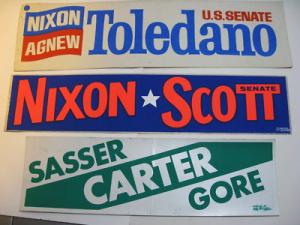 NIXON
AGNEW
U.S. SENATE
Toledano
NIXON ★ SCOTT
SENATE
SASSER
CARTER
GORE